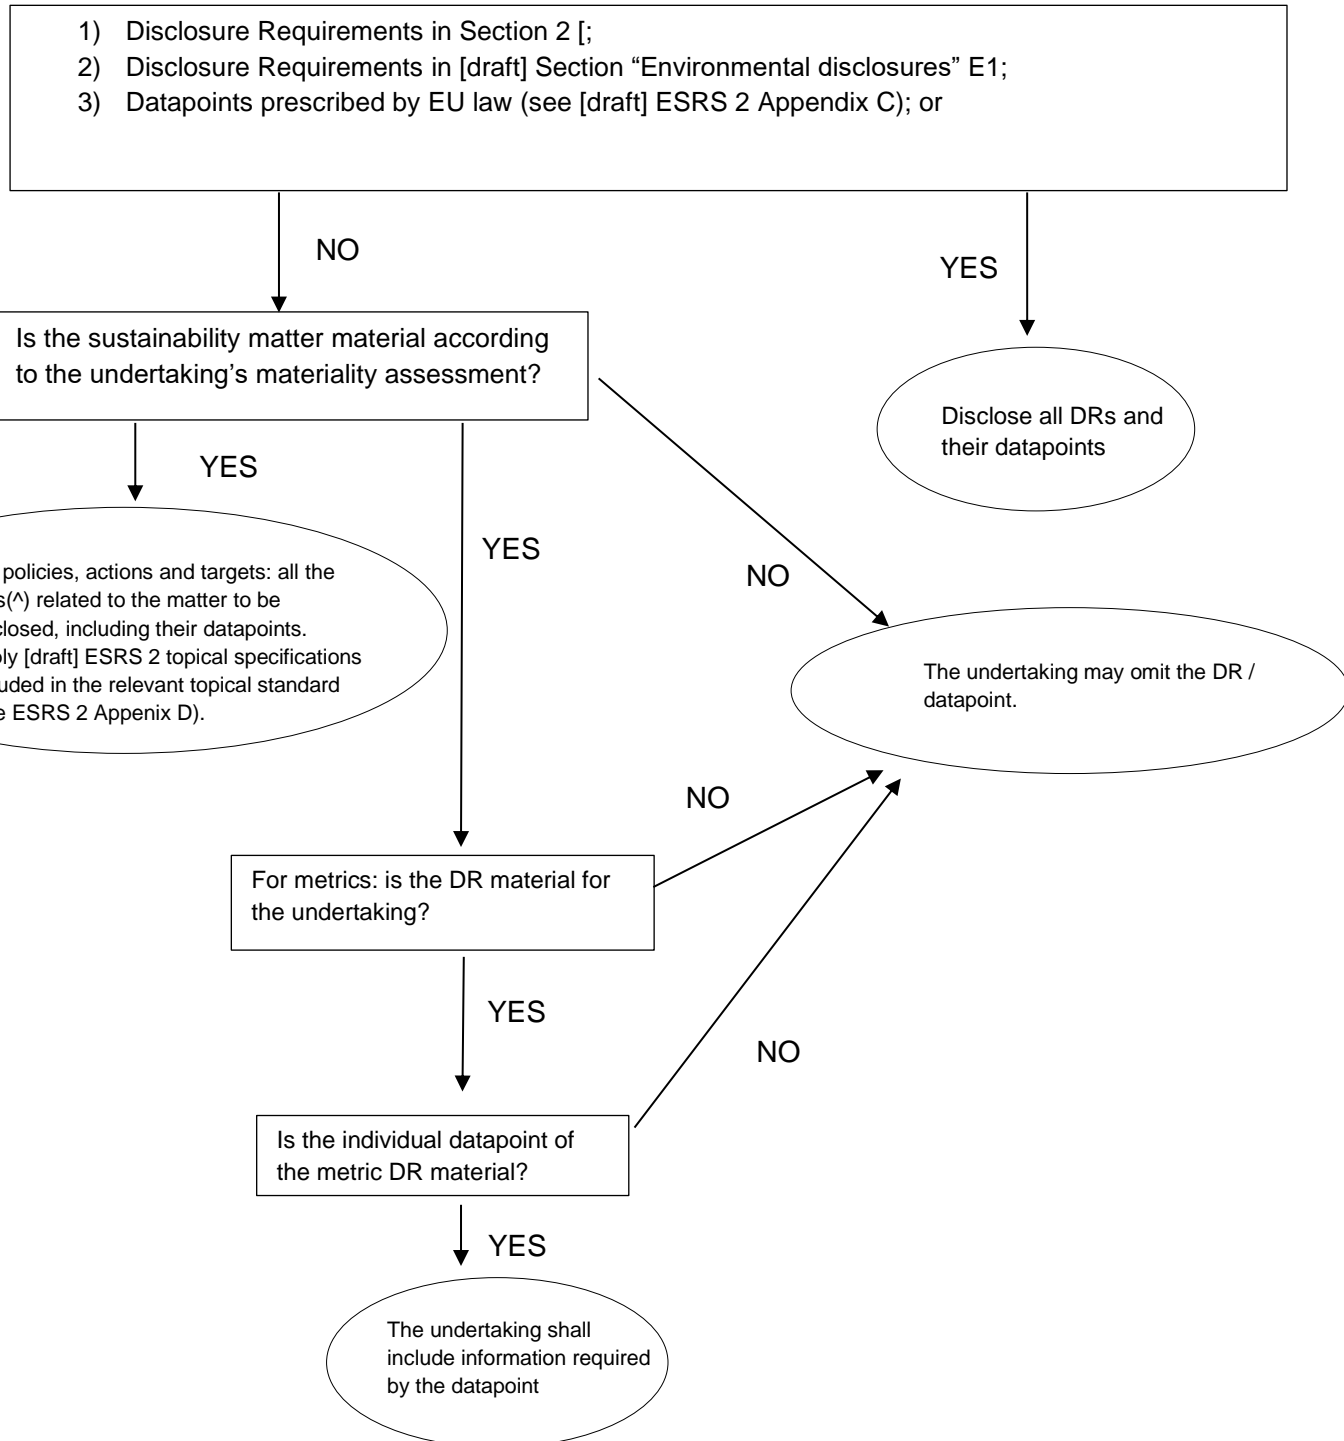 1) Disclosure Requirements in Section 2 [;
2) Disclosure Requirements in [draft] Section “Environmental disclosures” E1;
3) Datapoints prescribed by EU law (see [draft] ESRS 2 Appendix C); or
NO
YES
Is the sustainability matter material according
to the undertaking’s materiality assessment?
Disclose all DRs and
their datapoints
YES
YES
NO
policies, actions and targets: all the
s(^) related to the matter to be
closed, including their datapoints.
ly [draft] ESRS 2 topical specifications
uded in the relevant topical standard
e ESRS 2 Appenix D).
The undertaking may omit the DR /
datapoint.
NO
For metrics: is the DR material for
the undertaking?
YES
NO
Is the individual datapoint of
the metric DR material?
YES
The undertaking shall
include information required
by the datapoint